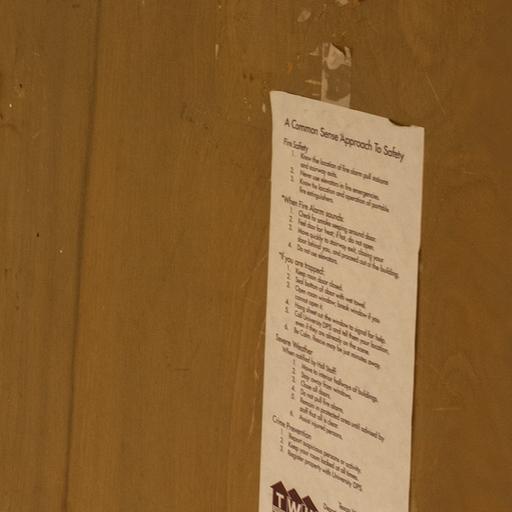 A Common Sense Approach To Safety
Fire Safety
1. Know the location of fire alarm pull stations
and stairway exits.
2. Never use elevators in fire emergencies.
3. Know the location and operation of portable
fire extinguishers.
"When Fire Alarm sounds:
1. Check for smoke seeping around door.
2. Feel door for heat; if hot, do not open.
3. Move quickly to stairway exit, closing your
door behind you, and proceed out of the building.
4. Do not use elevators.
"If you are trapped:
1. Keep room door closed.
2. Seal bottom of door with wet towel.
3. Open room window; break window if you
cannot open it.
4. Hang sheet out the window to signal for help.
5. Call University DPS and tell them your location,
even if they are already on the scene.
6. Be Calm. Rescue may be just minutes away.
Severe Weather
When notified by Hall Staff:
1. Move to interior hallways of buildings.
2. Stay away from windows.
3. Close all doors.
4. Do not pull fire alarm.
5. Remain in protected area until advised by
staff that all is clear.
6. Assist injured persons.
Crime Prevention
1. Report suspicious persons or activity.
2. Keep your room locked at all times.
3. Register property with University DPS.
TW
Texas